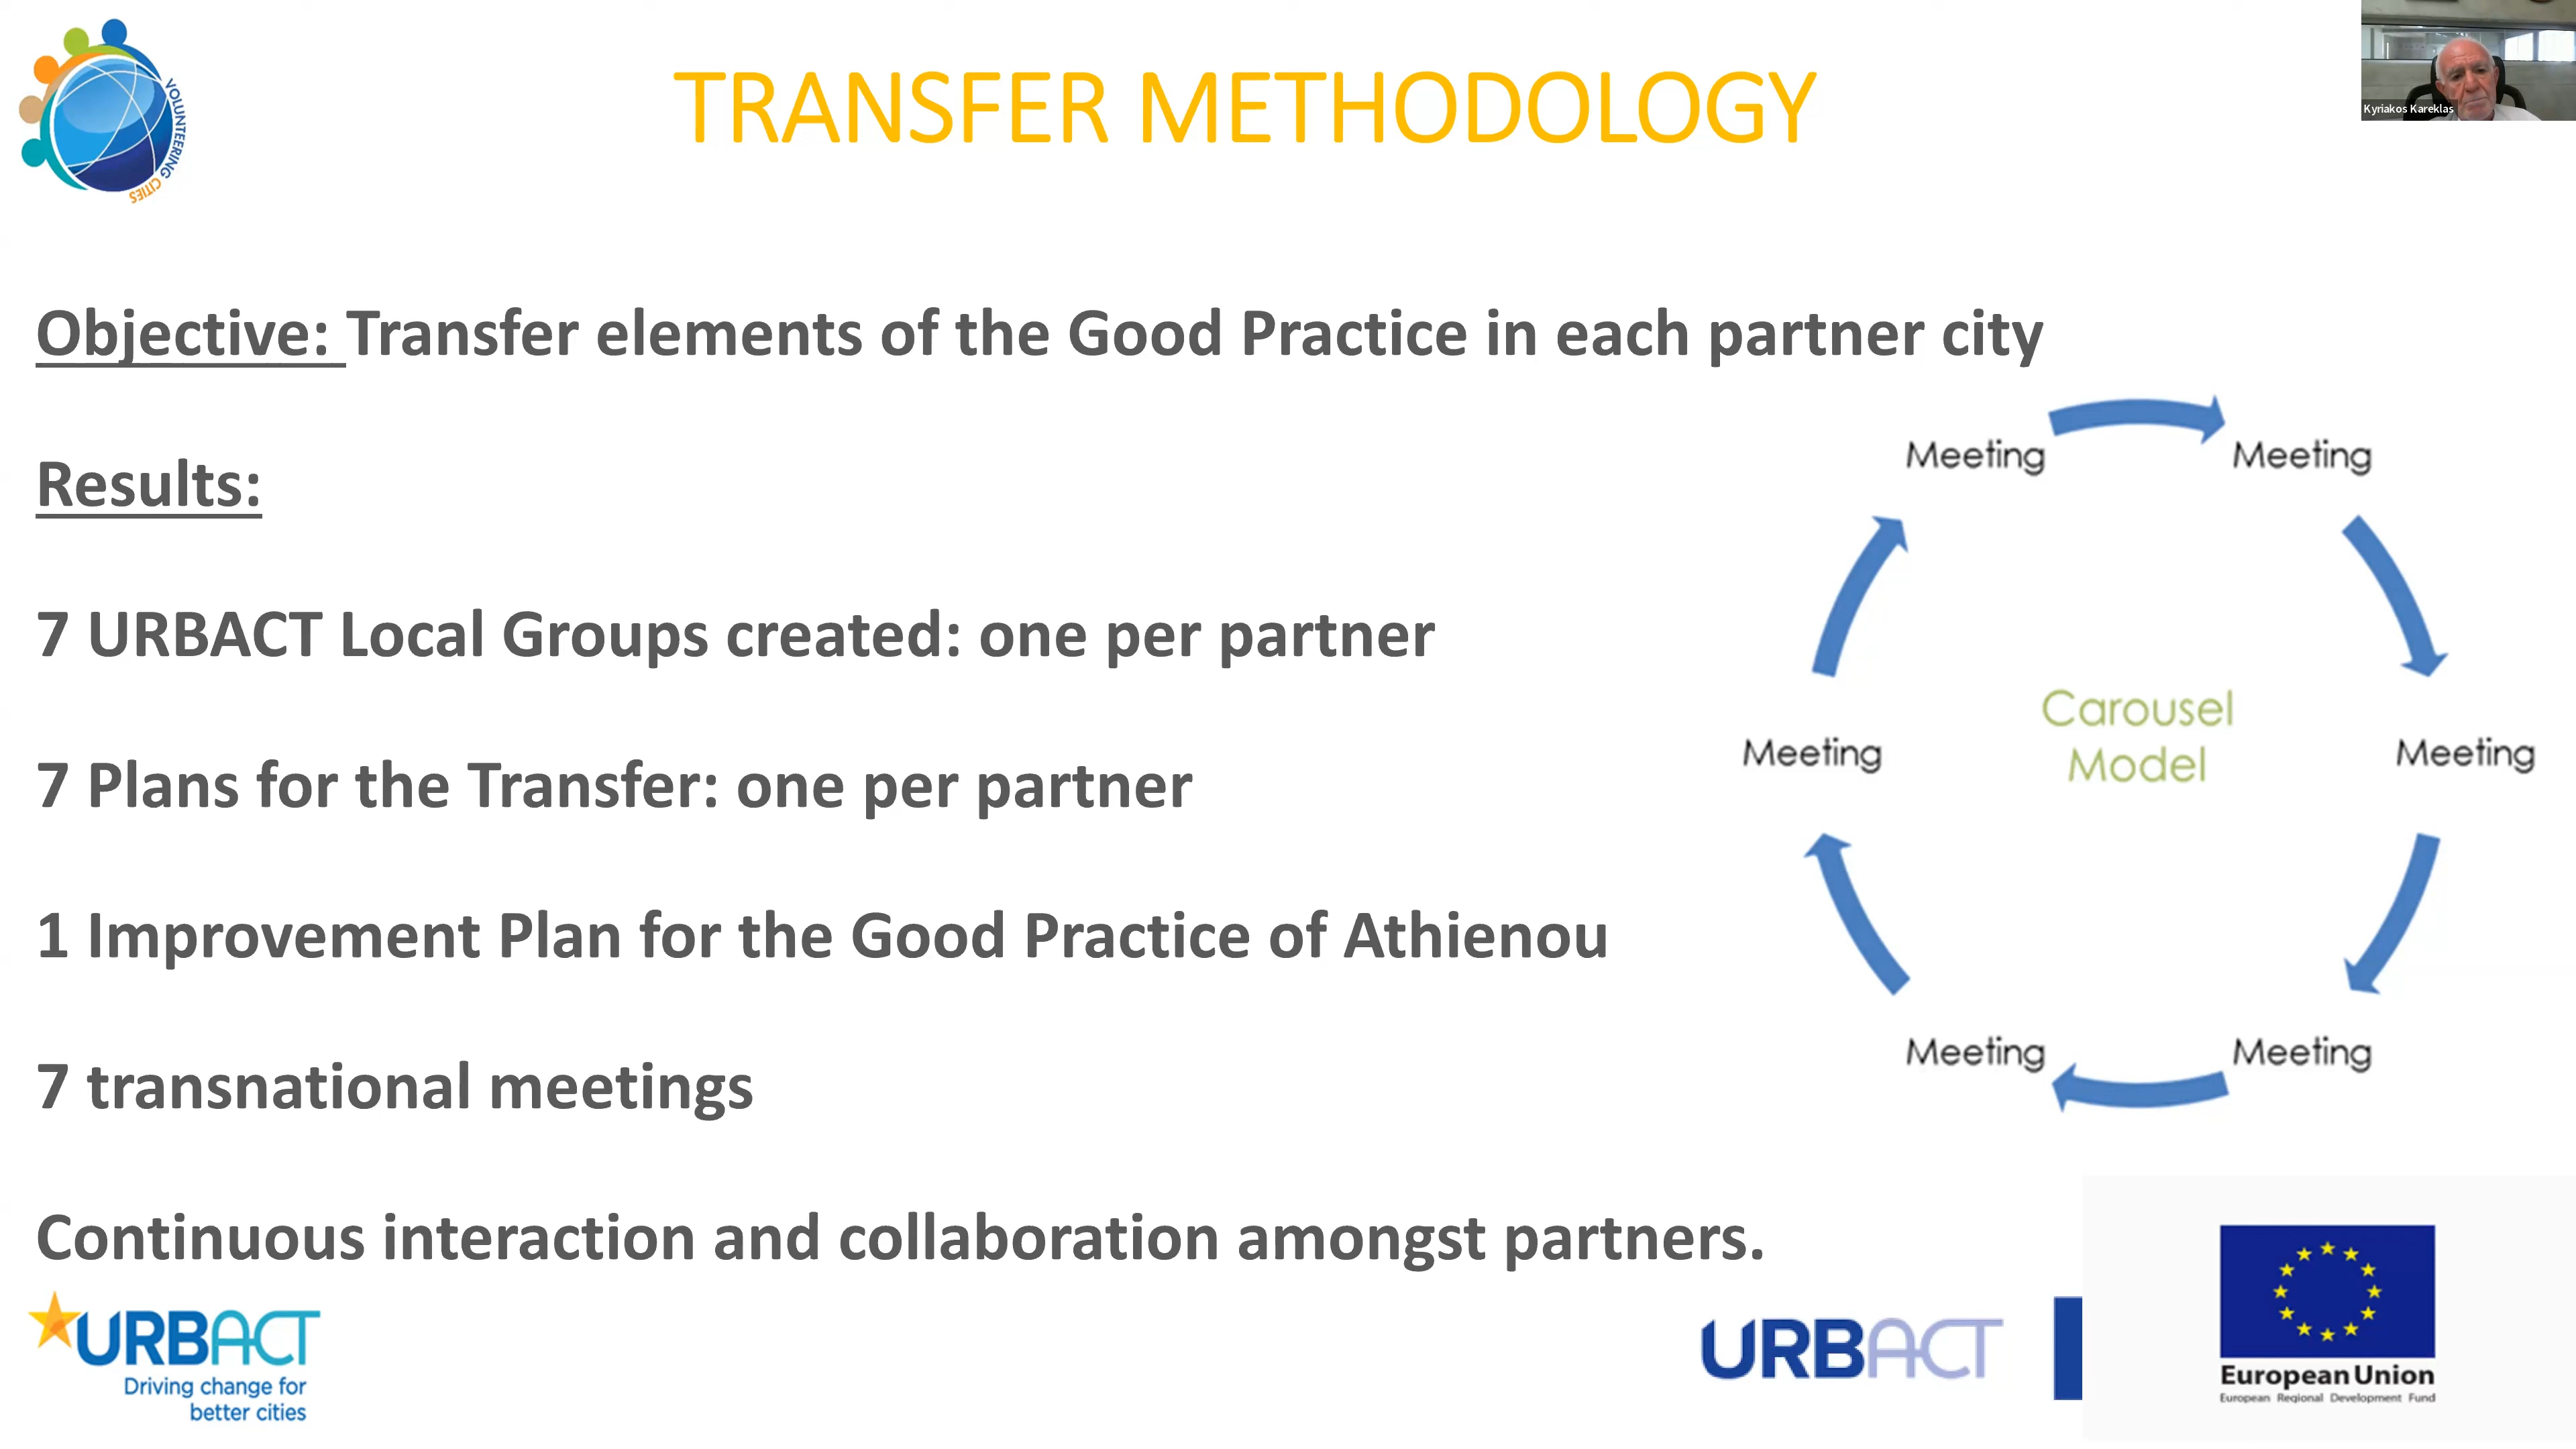 VOLUNTEERING CITIES
TRANSFER METHODOLOGY
Kyriakos Kareklas
Objective: Transfer elements of the Good Practice in each partner city
Results:
7 URBACT Local Groups created: one per partner
7 Plans for the Transfer: one per partner
1 Improvement Plan for the Good Practice of Athienou
7 transnational meetings
Continuous interaction and collaboration amongst partners.
Meeting
Meeting
Meeting
Meeting
Meeting
Meeting
Carousel
Model
URBACT
Driving change for
better cities
URBACT
European Union
European Regional Development Fund